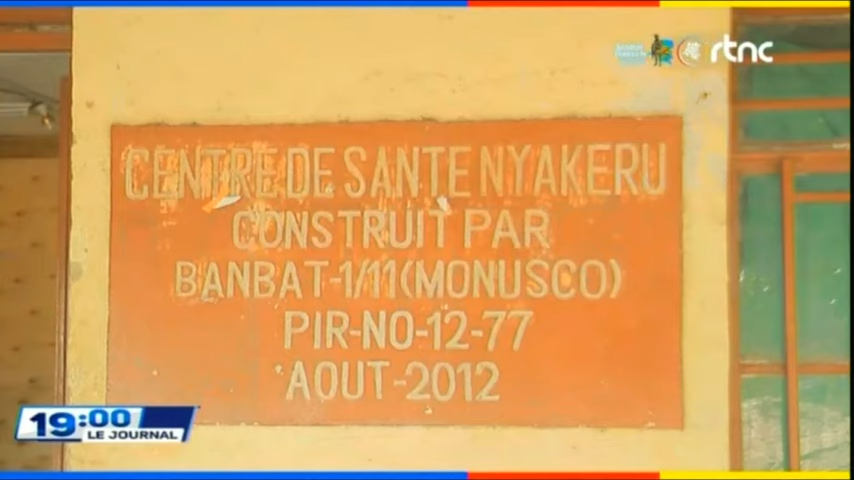 rtnc
CENTRE DE SANTE NYAKERU
CONSTRUIT PAR
BANBAT-1/11(MONUSCO)
PIR-NO-12-77
AOUT-2012
19:00
LE JOURNAL